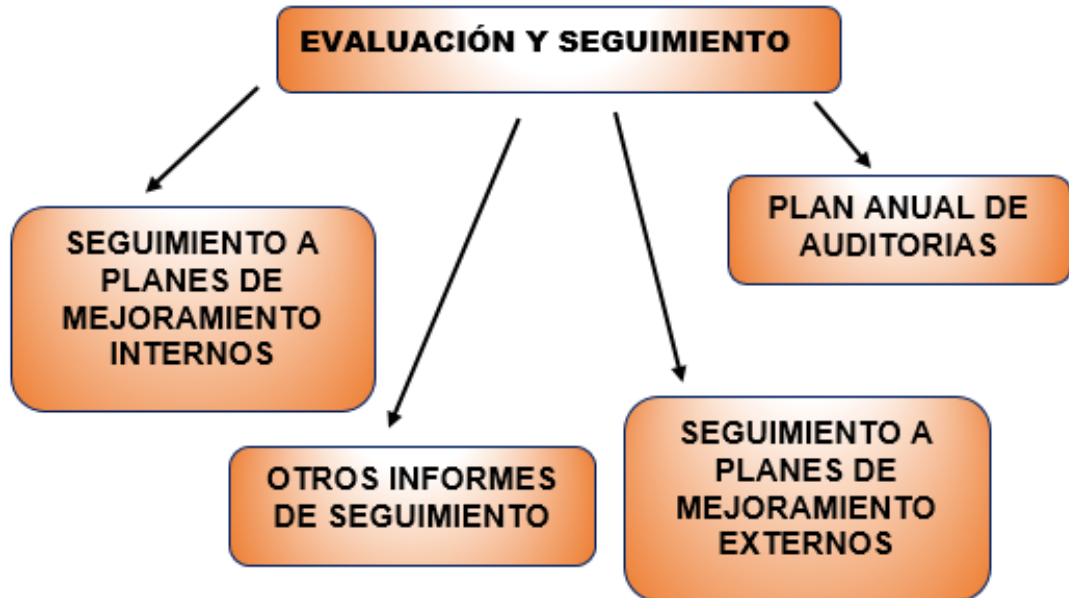 EVALUACIÓN Y SEGUIMIENTO
SEGUIMIENTO A
PLANES DE
MEJORAMIENTO
INTERNOS
OTROS INFORMES
DE SEGUIMIENTO
SEGUIMIENTO A
PLANES DE
MEJORAMIENTO
EXTERNOS
PLAN ANUAL DE
AUDITORIAS